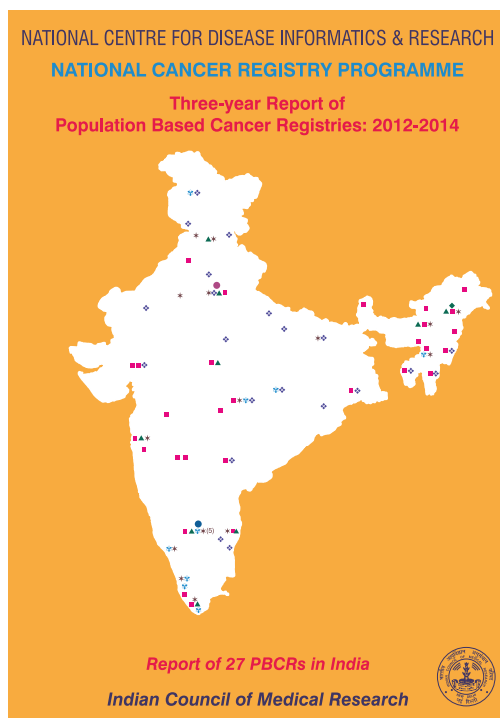 NATIONAL CENTRE FOR DISEASE INFORMATICS & RESEARCH
NATIONAL CANCER REGISTRY PROGRAMME
Three-year Report of
Population Based Cancer Registries: 2012-2014
(5)
Report of 27 PBCRs in India
Indian Council of Medical Research